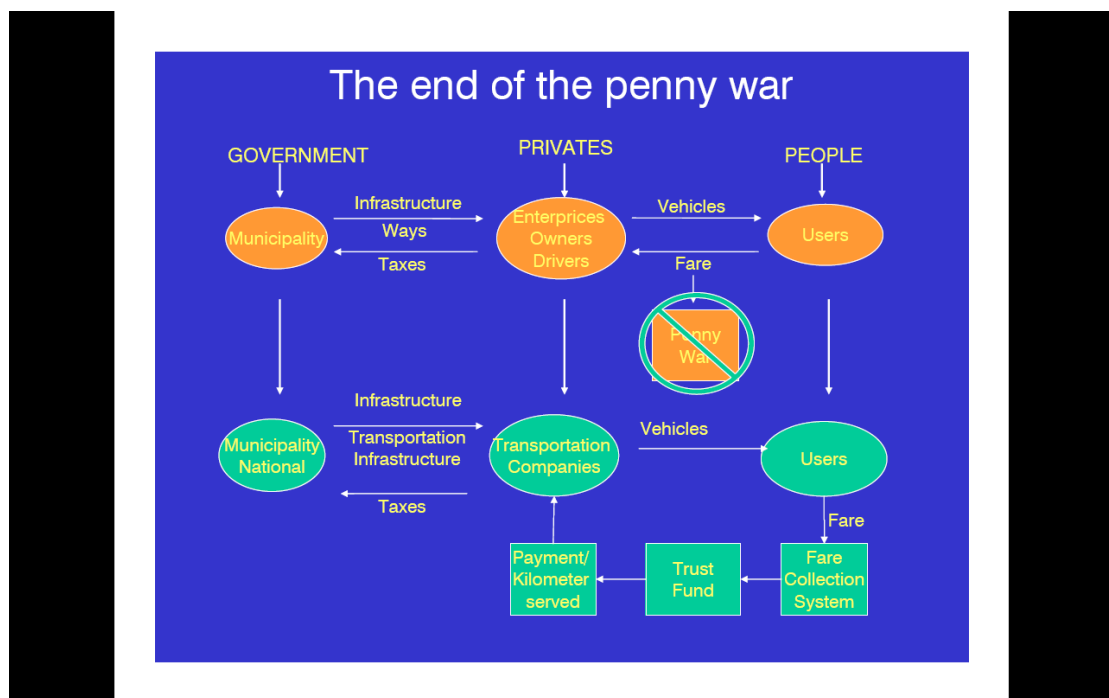 The end of the penny war
GOVERNMENT
PRIVATES
PEOPLE
Infrastructure
Ways
Taxes
Vehicles
Fare
Municipality
Enterprices
Owners
Drivers
Users
Penny
War
Infrastructure
Transportation
Infrastructure
Taxes
Vehicles
Municipality
National
Transportation
Companies
Users
Fare
Payment/
Kilometer
served
Trust
Fund
Fare
Collection
System